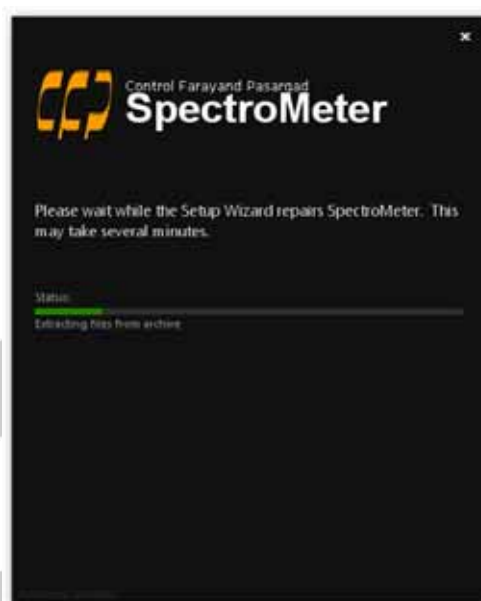 Control Farayand Pasargad
SpectroMeter
Please wait while the Setup Wizard repairs SpectroMeter. This
may take several minutes.
Status:
Extracting files from archive